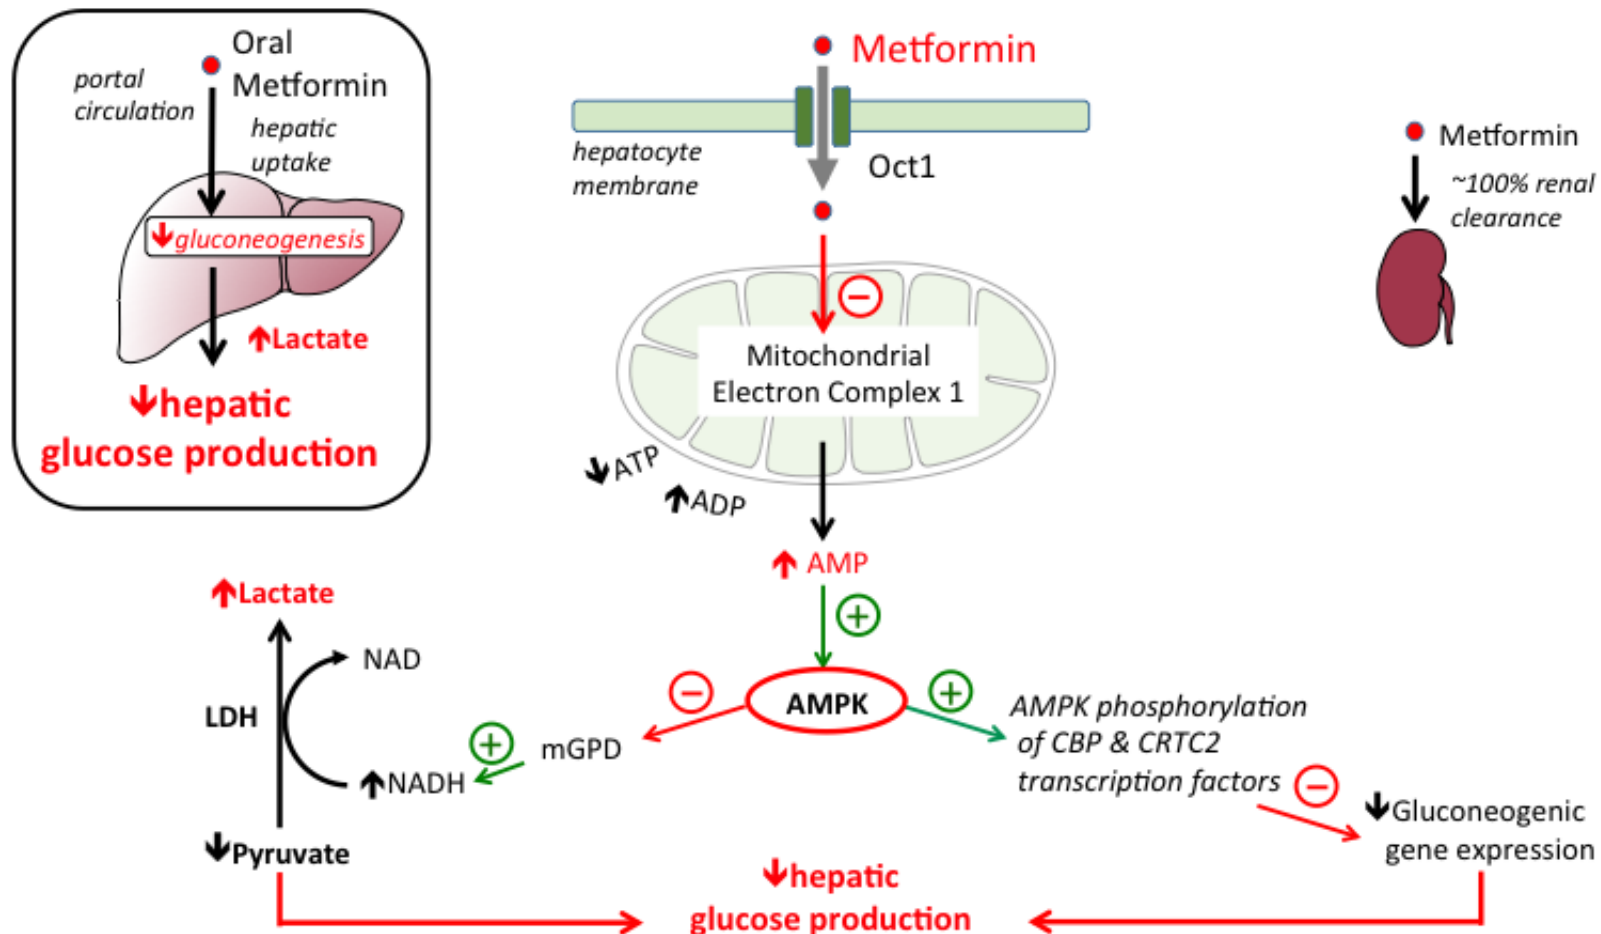 Oral
Metformin
portal
circulation
hepatic
uptake
gluconeogenesis
Lactate
hepatic
glucose production
Metformin
hepatocyte
membrane
Oct1
Mitochondrial
Electron Complex 1
ATP
ADP
AMP
AMPK
Metformin
~100% renal
clearance
Lactate
NAD
LDH
NADH
mGPD
Pyruvate
AMPK phosphorylation
of CBP & CRTC2
transcription factors
Gluconeogenic
gene expression
hepatic
glucose production